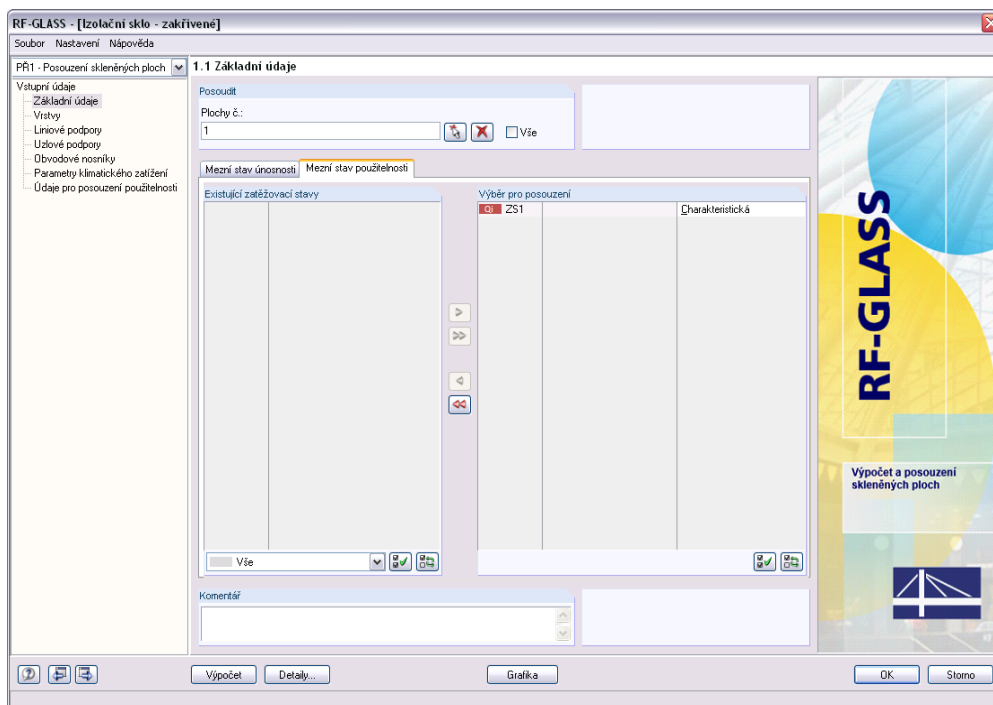 RF-GLASS - [Izolační sklo - zakřivené]
Soubor Nastavení Nápověda
PŘ1 - Posouzení skleněných ploch
1.1 Základní údaje
Vstupní údaje
Základní údaje
Vrstvy
Liniové podpory
Uzlové podpory
Obvodové nosníky
Parametry klimatického zatížení
Údaje pro posouzení použitelnosti
Posoudit
Plochy č.:
1
Vše
Mezní stav únosnosti Mezní stav použitelnosti
Existující zatěžovací stavy
Výběr pro posouzení
Qi ZS1 Charakteristická
>
>>
Vše
Komentář
RF-GLASS
Výpočet a posouzení
skleněných ploch
Výpočet Detaily... Grafika OK Storno